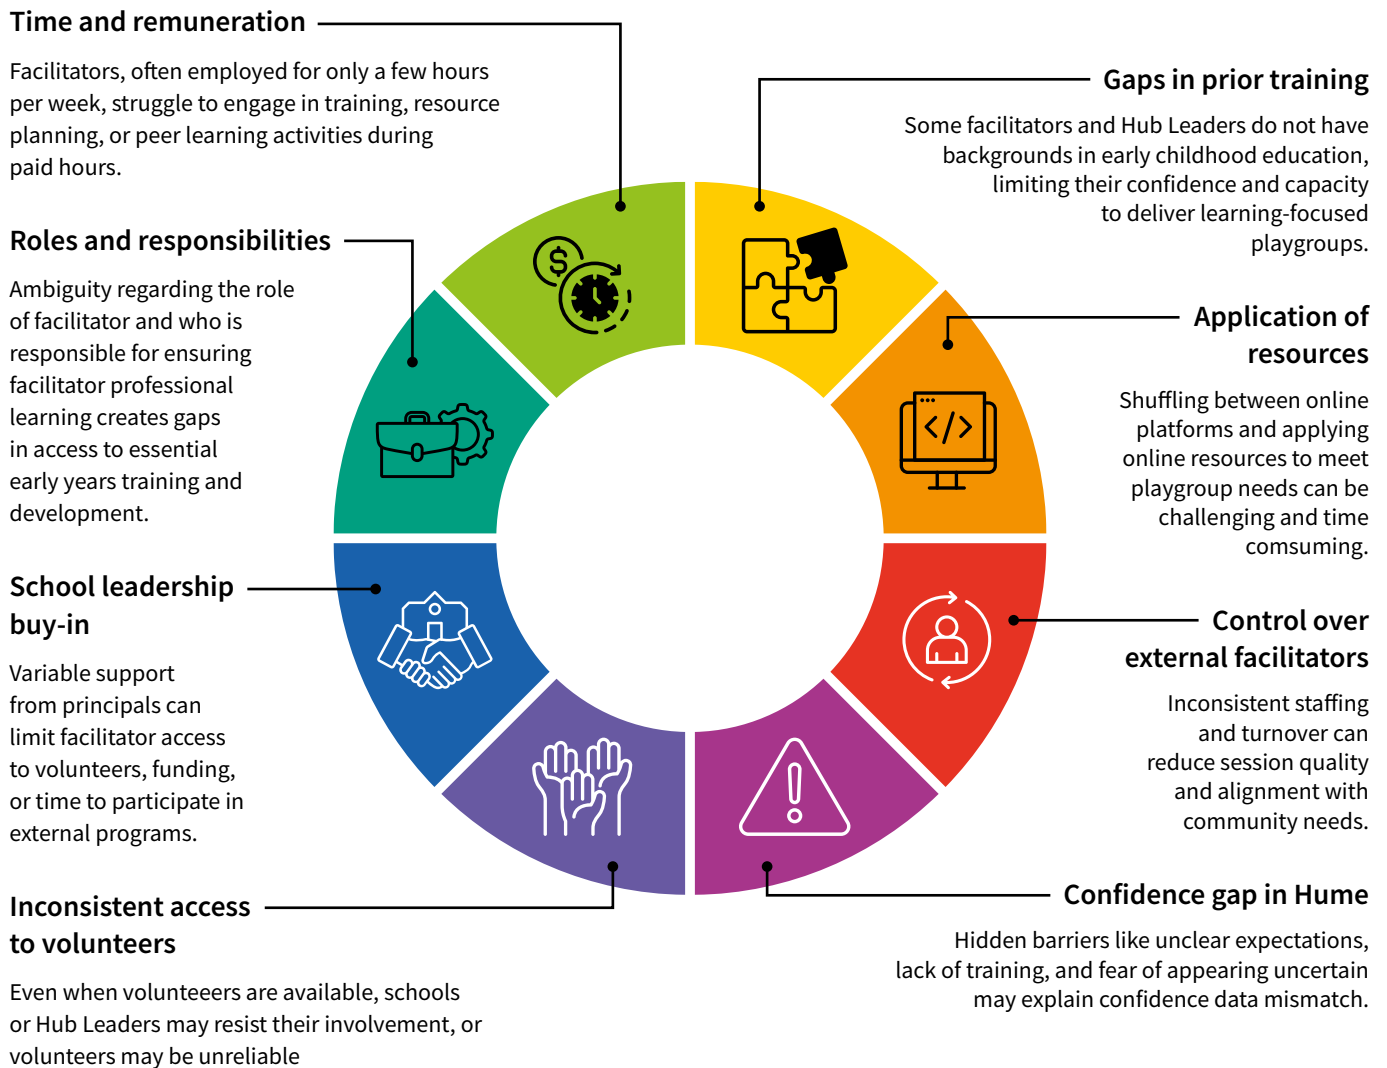 Time and remuneration
Facilitators, often employed for only a few hours
per week, struggle to engage in training, resource
planning, or peer learning activities during
paid hours.
Roles and responsibilities
Ambiguity regarding the role
of facilitator and who is
responsible for ensuring
facilitator professional
learning creates gaps
in access to essential
early years training and
development.
School leadership
buy-in
Variable support
from principals can
limit facilitator access
to volunteers, funding,
or time to participate in
external programs.
Inconsistent access
to volunteers
Even when volunteeers are available, schools
or Hub Leaders may resist their involvement, or
volunteers may be unreliable
Gaps in prior training
Some facilitators and Hub Leaders do not have
backgrounds in early childhood education,
limiting their confidence and capacity
to deliver learning-focused
playgroups.
Application of
resources
Shuffling between online
platforms and applying
online resources to meet
playgroup needs can be
challenging and time
comsuming.
Control over
external facilitators
Inconsistent staffing
and turnover can
reduce session quality
and alignment with
community needs.
Confidence gap in Hume
Hidden barriers like unclear expectations,
lack of training, and fear of appearing uncertain
may explain confidence data mismatch.
$
</>